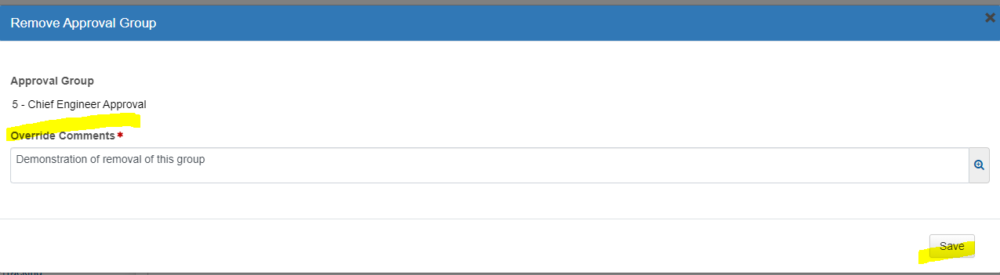 Remove Approval Group
Approval Group
5 - Chief Engineer Approval
Override Comments*
Demonstration of removal of this group
Save